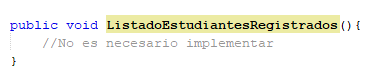 public void ListadoEstudiantesRegistrados(){
//No es necesario implementar
}